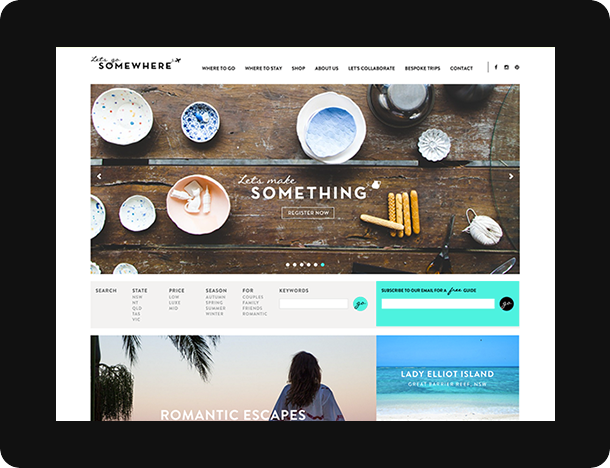 Let's go
SOMEWHERE
WHERE TO GO WHERE TO STAY SHOP ABOUT US LET'S COLLABORATE BESPOKE TRIPS CONTACT
Let's make
SOMETHING
REGISTER NOW
SEARCH STATE PRICE SEASON FOR KEYWORDS
NSW LOW AUTUMN COUPLES
NT LUXE SPRING FAMILY
QLD MID SUMMER FRIENDS
TAS WINTER ROMANTIC
VIC
go
SUBSCRIBE TO OUR EMAIL FOR A free GUIDE
go
ROMANTIC ESCAPES
LADY ELLIOT ISLAND
GREAT BARRIER REEF, NSW